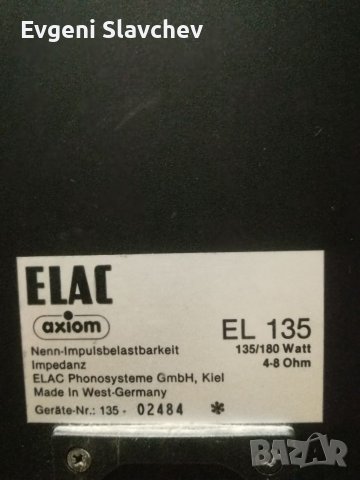 Evgeni Slavchev
ELAC
axiom
EL 135
Nenn-Impulsbelastbarkeit 135/180 Watt
Impedanz 4-8 Ohm
ELAC Phonosysteme GmbH, Kiel
Made In West-Germany
Geräte-Nr.: 135- 02484 *
BAZAR